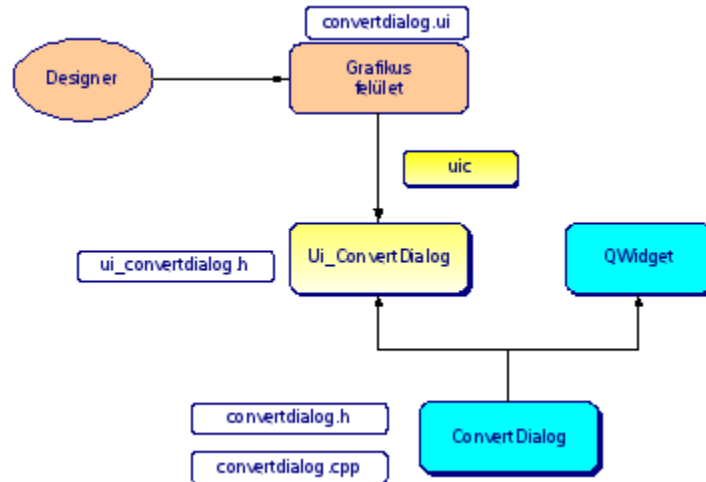 convertdialog.ui
Designer
Grafikus
felület
uic
Ui_ConvertDialog
QWidget
ui_convertdialog.h
convertdialog.h
ConvertDialog
convertdialog.cpp